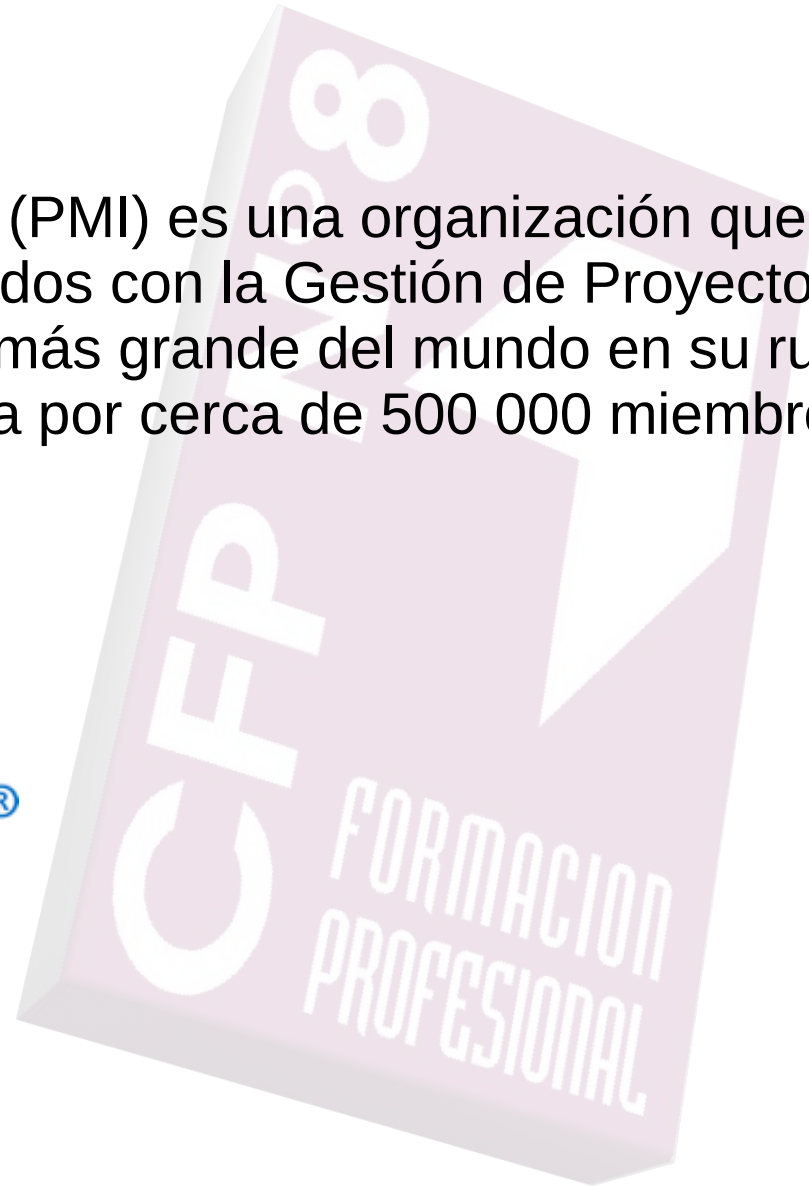 (PMI) es una organización que
dos con la Gestión de Proyecto
más grande del mundo en su ru
a por cerca de 500 000 miembr
®
CFP Nº8
FORMACION
PROFESIONAL